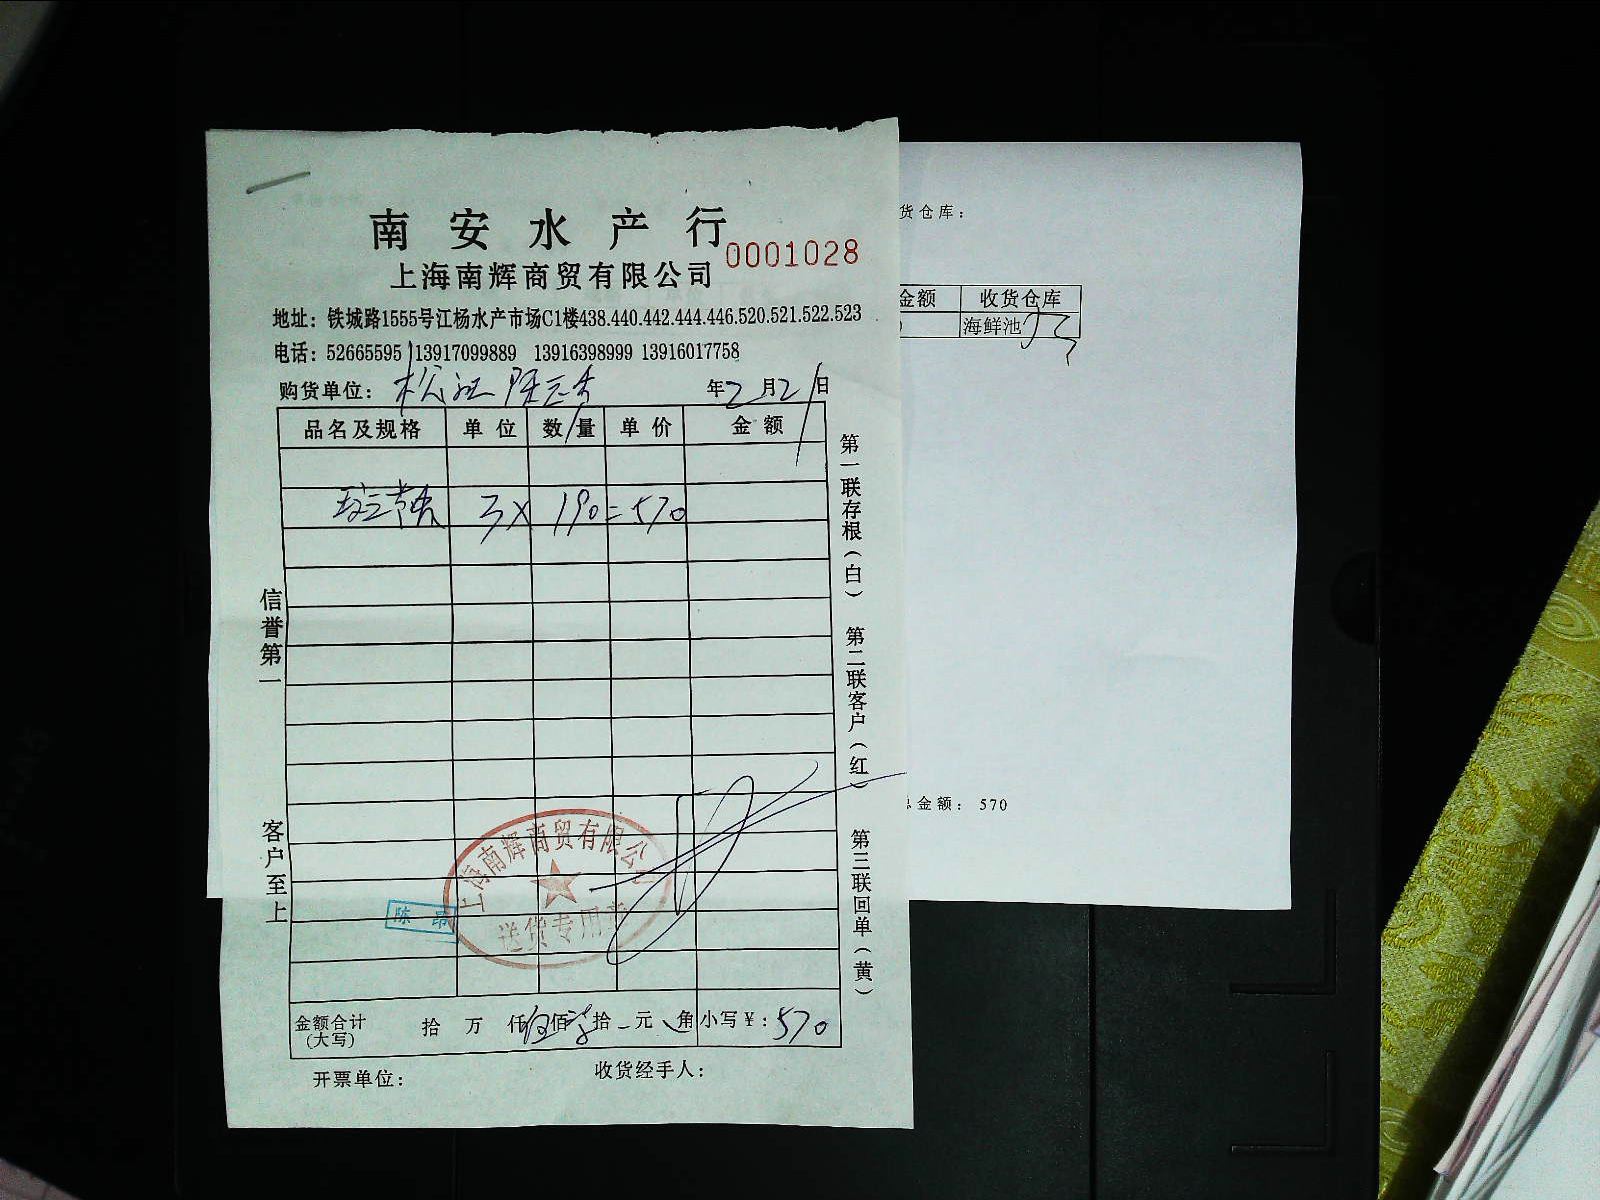 南安水产行
0001028
上海南辉商贸有限公司
地址：铁城路1555号江杨水产市场C1楼438.440.442.444.446.520.521.522.523
电话：52665595 13917099889 13916398999 13916017758
购货单位：松江
年2月21日
品名及规格 单位 数量 单价 金额
3X 190=570
信誉第一
客户至上
第一联存根（白）
第二联客户（红）
第三联回单（黄）
上海南辉商贸有限公司
送货专用章
陈
金额合计 拾 万 仟伍佰柒拾 元 角 小写￥：570
(大写)
开票单位： 收货经手人：
货仓库：
金额 收货仓库
海鲜池
总金额：570